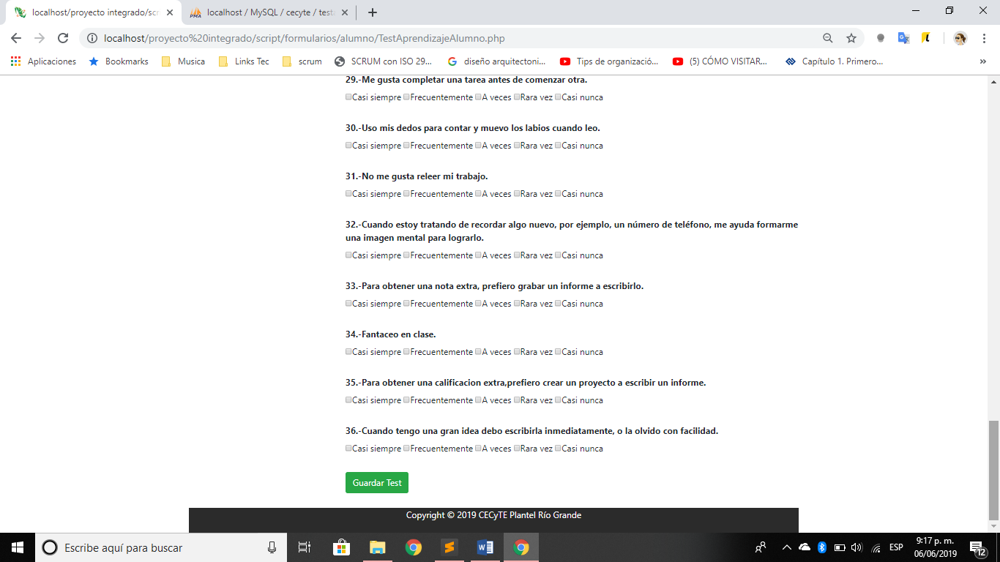 localhost/proyecto integrado/scr
localhost / MySQL / cecyte / test
localhost/proyecto%20integrado/script/formularios/alumno/TestAprendizajeAlumno.php
Aplicaciones Bookmarks Musica Links Tec scrum SCRUM con ISO 29... diseño arquitectoni... Tips de organizació... (5) CÓMO VISITAR... Capítulo 1. Primero... »
29.-Me gusta completar una tarea antes de comenzar otra.
Casi siempre Frecuentemente A veces Rara vez Casi nunca
30.-Uso mis dedos para contar y muevo los labios cuando leo.
Casi siempre Frecuentemente A veces Rara vez Casi nunca
31.-No me gusta releer mi trabajo.
Casi siempre Frecuentemente A veces Rara vez Casi nunca
32.-Cuando estoy tratando de recordar algo nuevo, por ejemplo, un número de teléfono, me ayuda formarme
una imagen mental para lograrlo.
Casi siempre Frecuentemente A veces Rara vez Casi nunca
33.-Para obtener una nota extra, prefiero grabar un informe a escribirlo.
Casi siempre Frecuentemente A veces Rara vez Casi nunca
34.-Fantaceo en clase.
Casi siempre Frecuentemente A veces Rara vez Casi nunca
35.-Para obtener una calificacion extra,prefiero crear un proyecto a escribir un informe.
Casi siempre Frecuentemente A veces Rara vez Casi nunca
36.-Cuando tengo una gran idea debo escribirla inmediatamente, o la olvido con facilidad.
Casi siempre Frecuentemente A veces Rara vez Casi nunca
Guardar Test
Copyright © 2019 CECyTE Plantel Río Grande
Escribe aquí para buscar
ESP
9:17 p. m.
06/06/2019
12